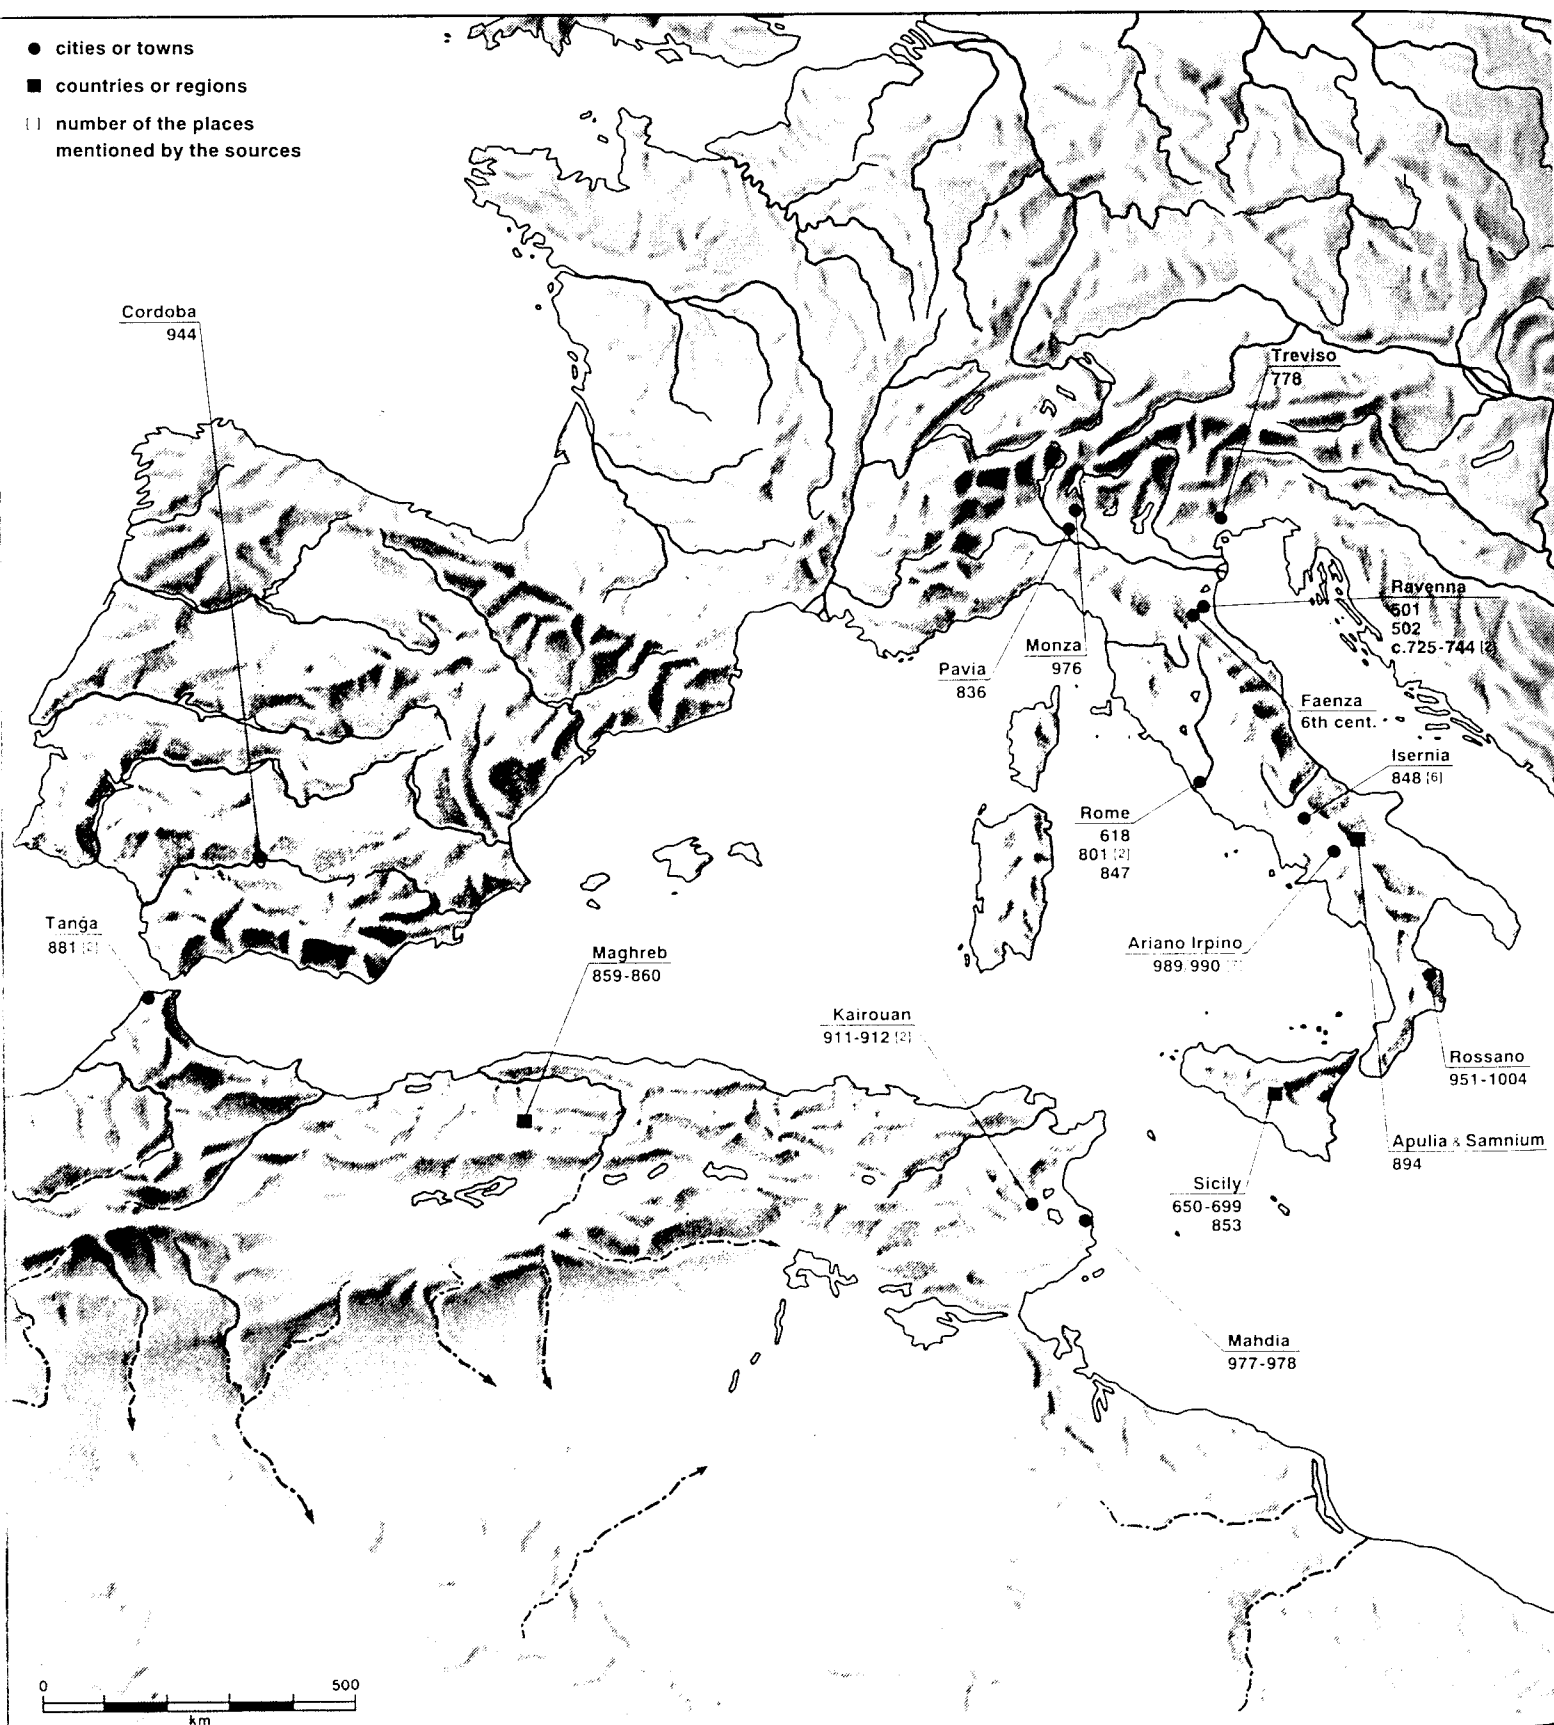 cities or towns
countries or regions
[ ] number of the places
mentioned by the sources
Cordoba
944
Treviso
778
Ravenna
501
502
c.725-744 [2]
Monza
976
Pavia
836
Faenza
6th cent.
Isernia
848 [6]
Rome
618
801 [2]
847
Tanga
881
Ariano Irpino
989,990
Maghreb
859-860
Kairouan
911-912 [2]
Rossano
951-1004
Apulia & Samnium
894
Sicily
650-699
853
Mahdia
977-978
0 500
km